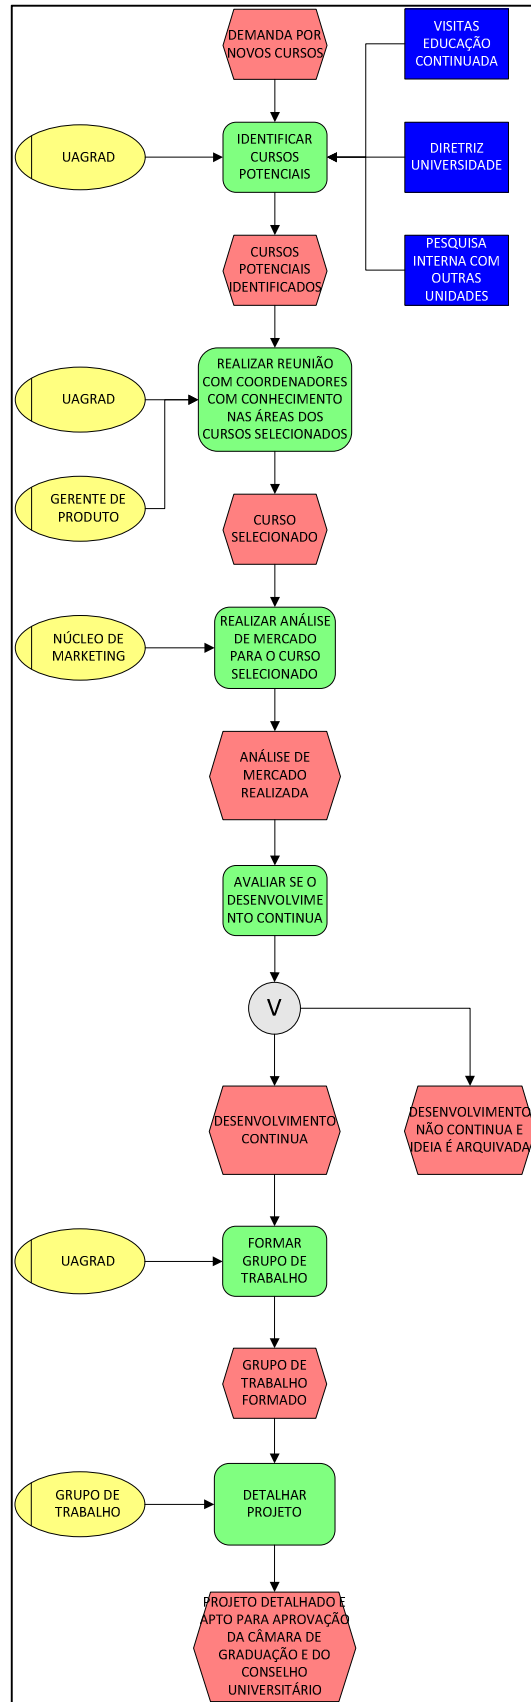 DEMANDA POR
NOVOS CURSOS
VISITAS
EDUCAÇÃO
CONTINUADA
UAGRAD
IDENTIFICAR
CURSOS
POTENCIAIS
DIRETRIZ
UNIVERSIDADE
CURSOS
POTENCIAIS
IDENTIFICADOS
PESQUISA
INTERNA COM
OUTRAS
UNIDADES
UAGRAD
REALIZAR REUNIÃO
COM COORDENADORES
COM CONHECIMENTO
NAS ÁREAS DOS
CURSOS SELECIONADOS
GERENTE DE
PRODUTO
CURSO
SELECIONADO
NÚCLEO DE
MARKETING
REALIZAR ANÁLISE
DE MERCADO
PARA O CURSO
SELECIONADO
ANÁLISE DE
MERCADO
REALIZADA
AVALIAR SE O
DESENVOLVIME
NTO CONTINUA
V
DESENVOLVIMENTO
CONTINUA
DESENVOLVIMENTO
NÃO CONTINUA E
IDEIA É ARQUIVADA
UAGRAD
FORMAR
GRUPO DE
TRABALHO
GRUPO DE
TRABALHO
FORMADO
GRUPO DE
TRABALHO
DETALHAR
PROJETO
PROJETO DETALHADO E
APTO PARA APROVAÇÃO
DA CÂMARA DE
GRADUAÇÃO E DO
CONSELHO
UNIVERSITÁRIO